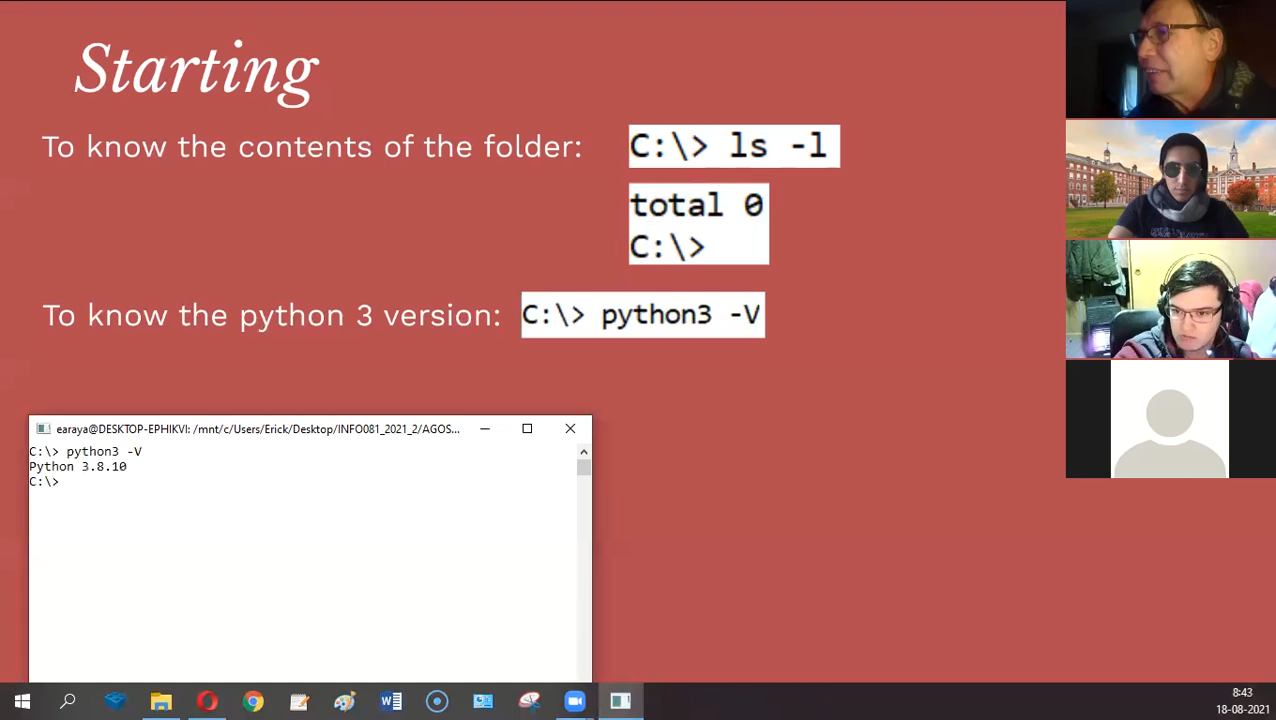 Starting
To know the contents of the folder:
C:\> ls -l
total 0
C:\>
To know the python 3 version:
C:\> python3 -V
earaya@DESKTOP-EPHIKVI: /mnt/c/Users/Erick/Desktop/INFO081_2021_2/AGOS...
C:\> python3 -V
Python 3.8.10
C:\>
8:43
18-08-2021